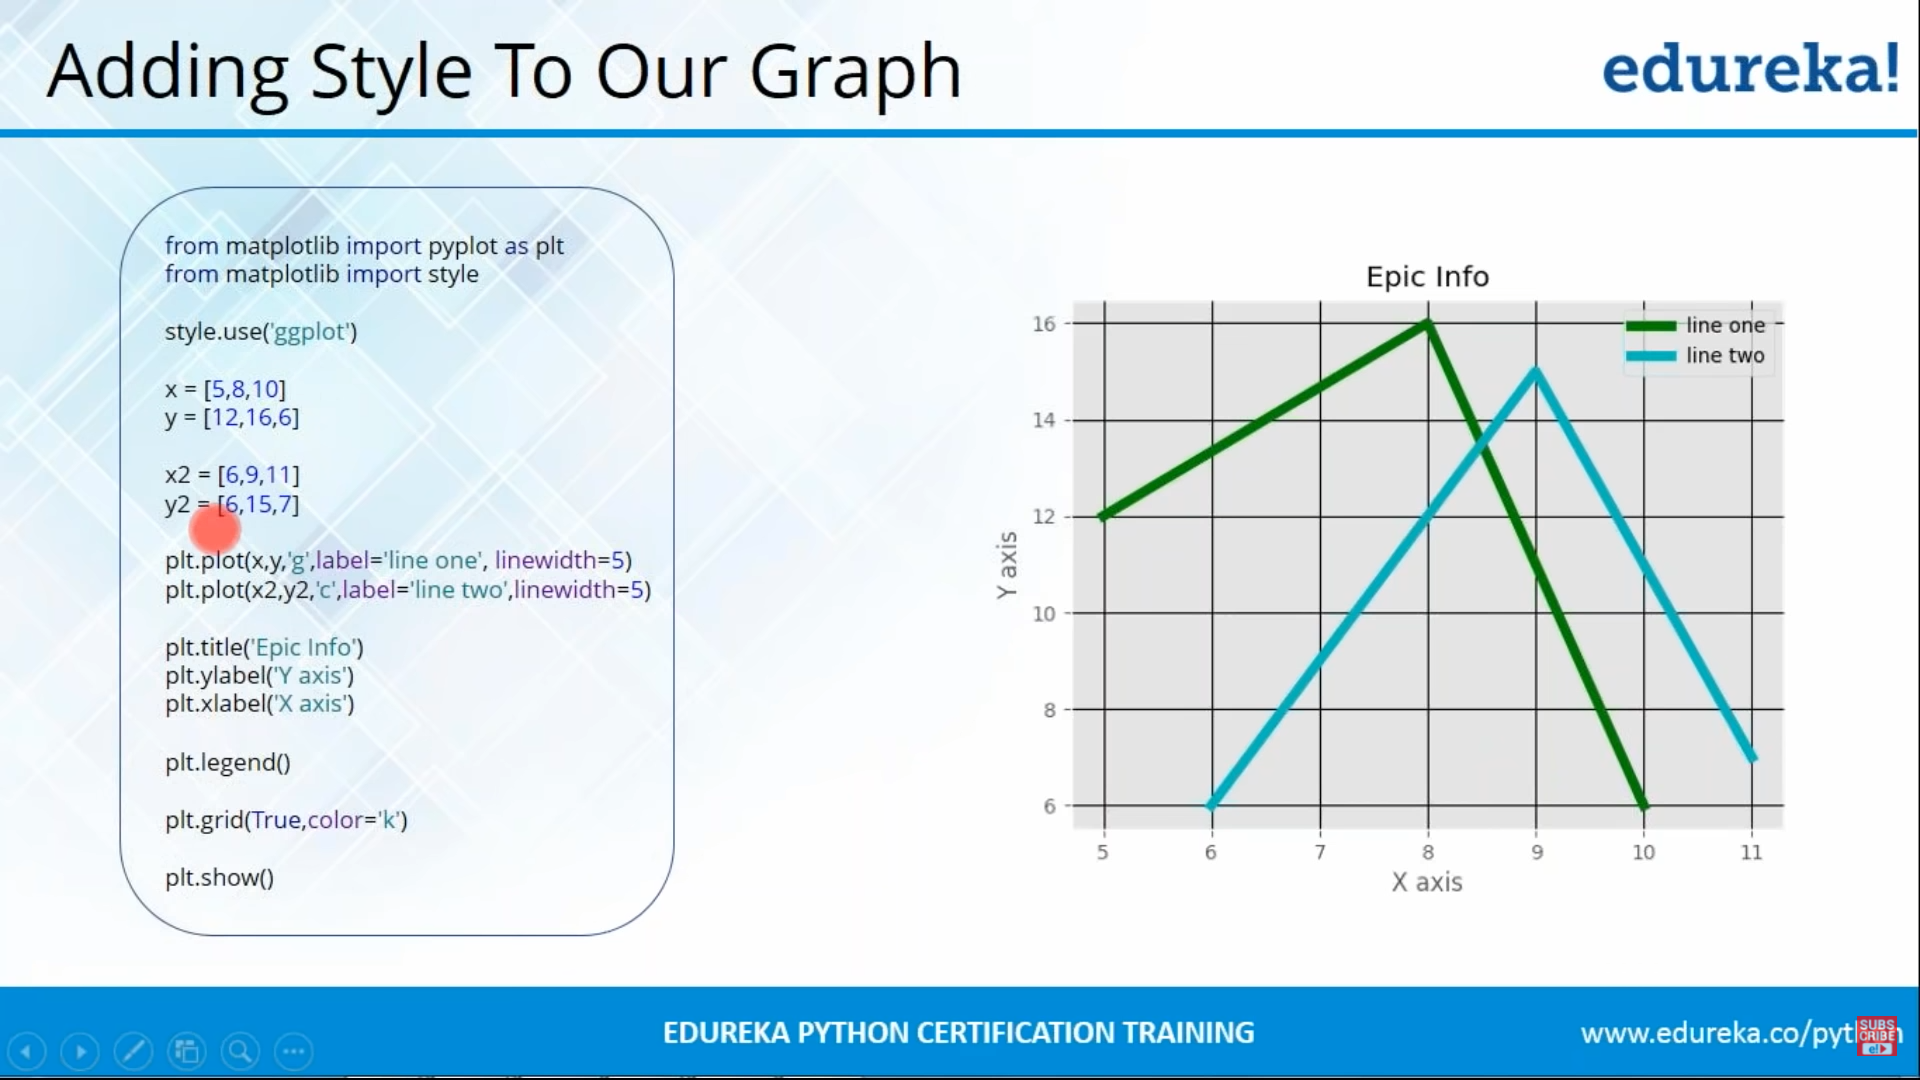 Adding Style To Our Graph
edureka!
from matplotlib import pyplot as plt
from matplotlib import style
style.use('ggplot')
x = [5,8,10]
y = [12,16,6]
x2 = [6,9,11]
y2 = [6,15,7]
plt.plot(x,y,'g',label='line one', linewidth=5)
plt.plot(x2,y2,'c',label='line two',linewidth=5)
plt.title('Epic Info')
plt.ylabel('Y axis')
plt.xlabel('X axis')
plt.legend()
plt.grid(True,color='k')
plt.show()
Epic Info
line one
line two
16
14
12
10
8
6
Y axis
5 6 7 8 9 10 11
X axis
EDUREKA PYTHON CERTIFICATION TRAINING
www.edureka.co/python
SUBS
CRIBE
e!